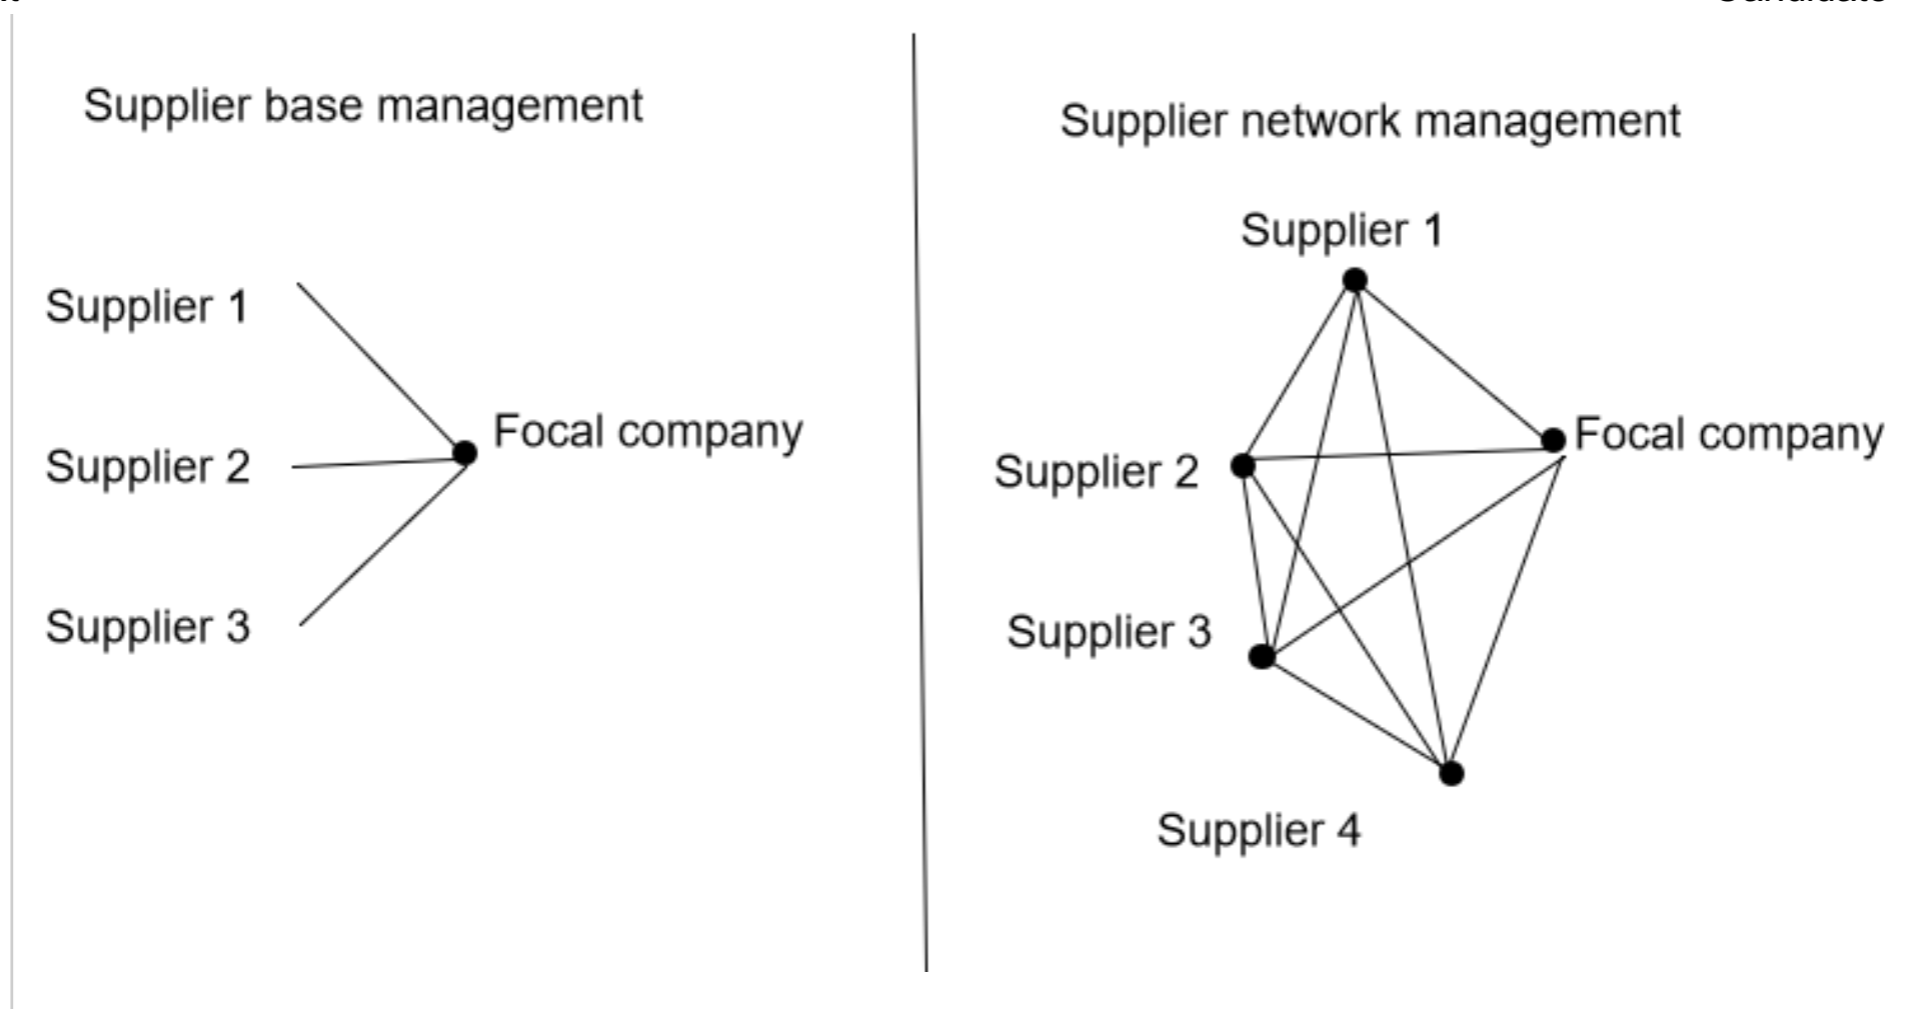 Supplier base management
Supplier 1
Supplier 2
Supplier 3
Focal company
Supplier network management
Supplier 1
Supplier 2
Focal company
Supplier 3
Supplier 4